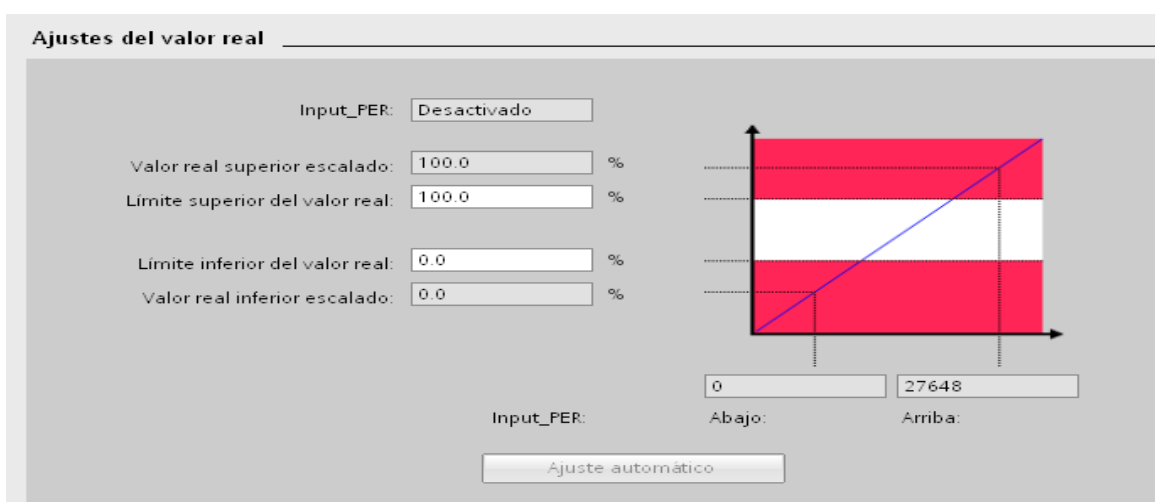 Ajustes del valor real
Input_PER: Desactivado
Valor real superior escalado: 100.0 %
Límite superior del valor real: 100.0 %
Límite inferior del valor real: 0.0 %
Valor real inferior escalado: 0.0 %
0 27648
Input_PER: Abajo: Arriba:
Ajuste automático